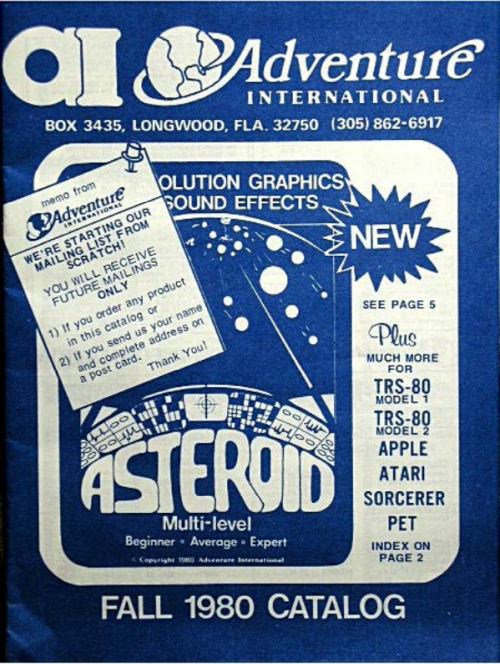 ai Adventure
INTERNATIONAL
BOX 3435, LONGWOOD, FLA. 32750 (305) 862-6917
memo from
Adventure
INTERNATIONAL
WE'RE STARTING OUR
MAILING LIST FROM
SCRATCH!
YOU WILL RECEIVE
FUTURE MAILINGS
ONLY
1) If you order any product
in this catalog or
2) If you send us your name
and complete address on
a post card.
Thank You!
OLUTION GRAPHICS
SOUND EFFECTS
NEW
SEE PAGE 5
Plus
MUCH MORE
FOR
TRS-80
MODEL 1
TRS-80
MODEL 2
APPLE
ATARI
SORCERER
PET
INDEX ON
PAGE 2
ASTEROID
Multi-level
Beginner • Average • Expert
© Copyright 1980 Adventure International
FALL 1980 CATALOG